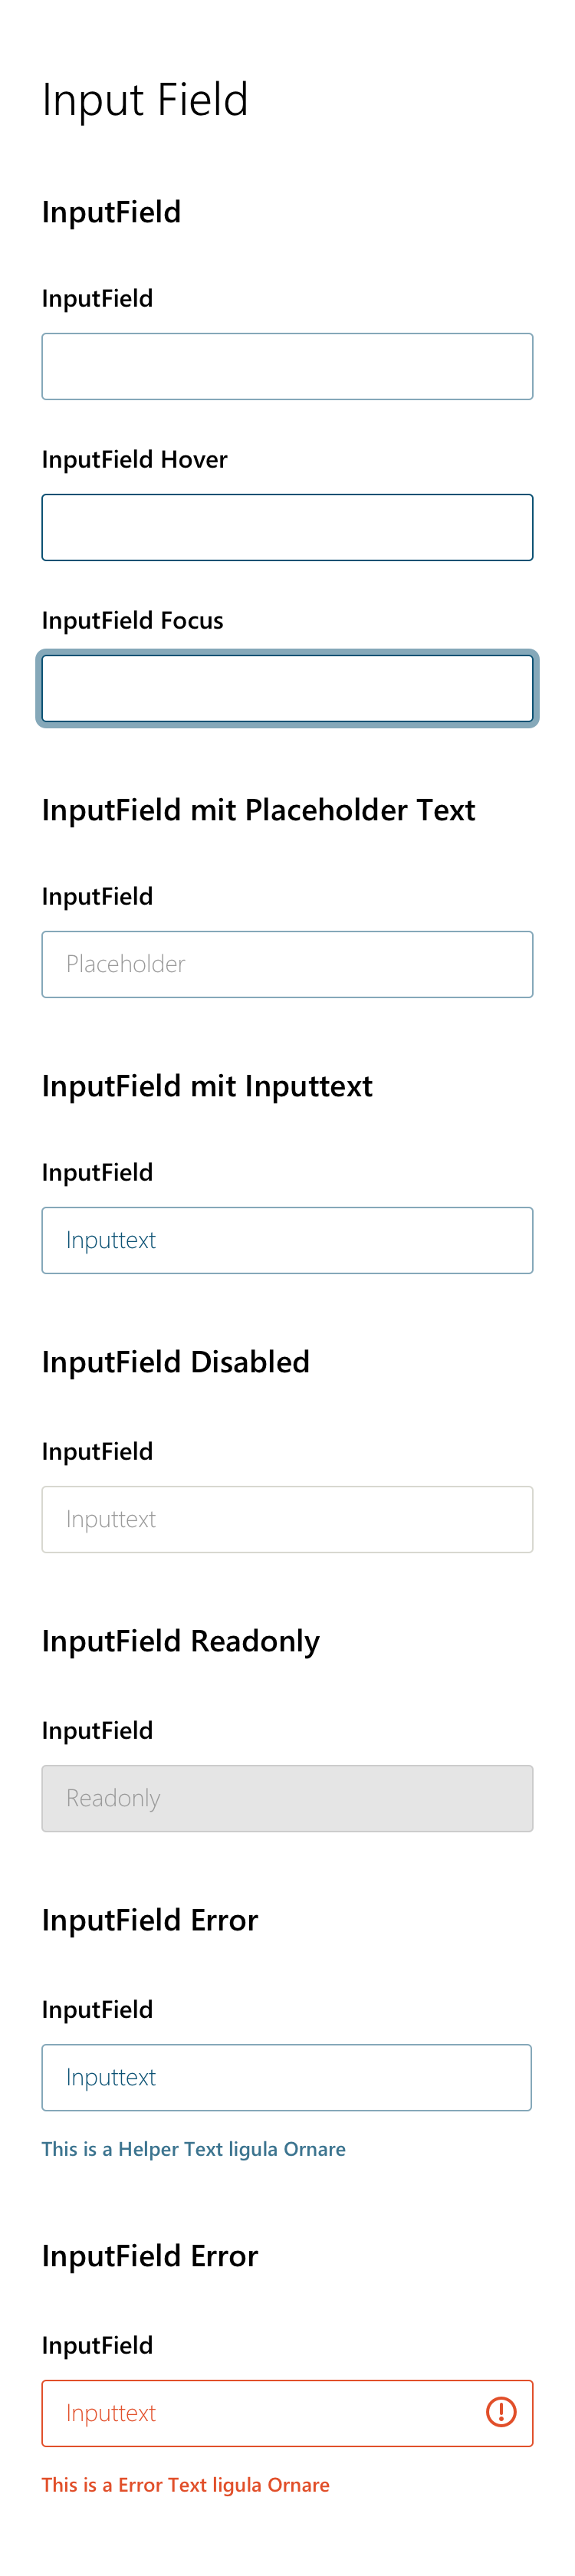 Input Field
InputField
InputField
InputField Hover
InputField Focus
InputField mit Placeholder Text
InputField
Placeholder
InputField mit Inputtext
InputField
Inputtext
InputField Disabled
InputField
Inputtext
InputField Readonly
InputField
Readonly
InputField Error
InputField
Inputtext
This is a Helper Text ligula Ornare
InputField Error
InputField
Inputtext
This is a Error Text ligula Ornare